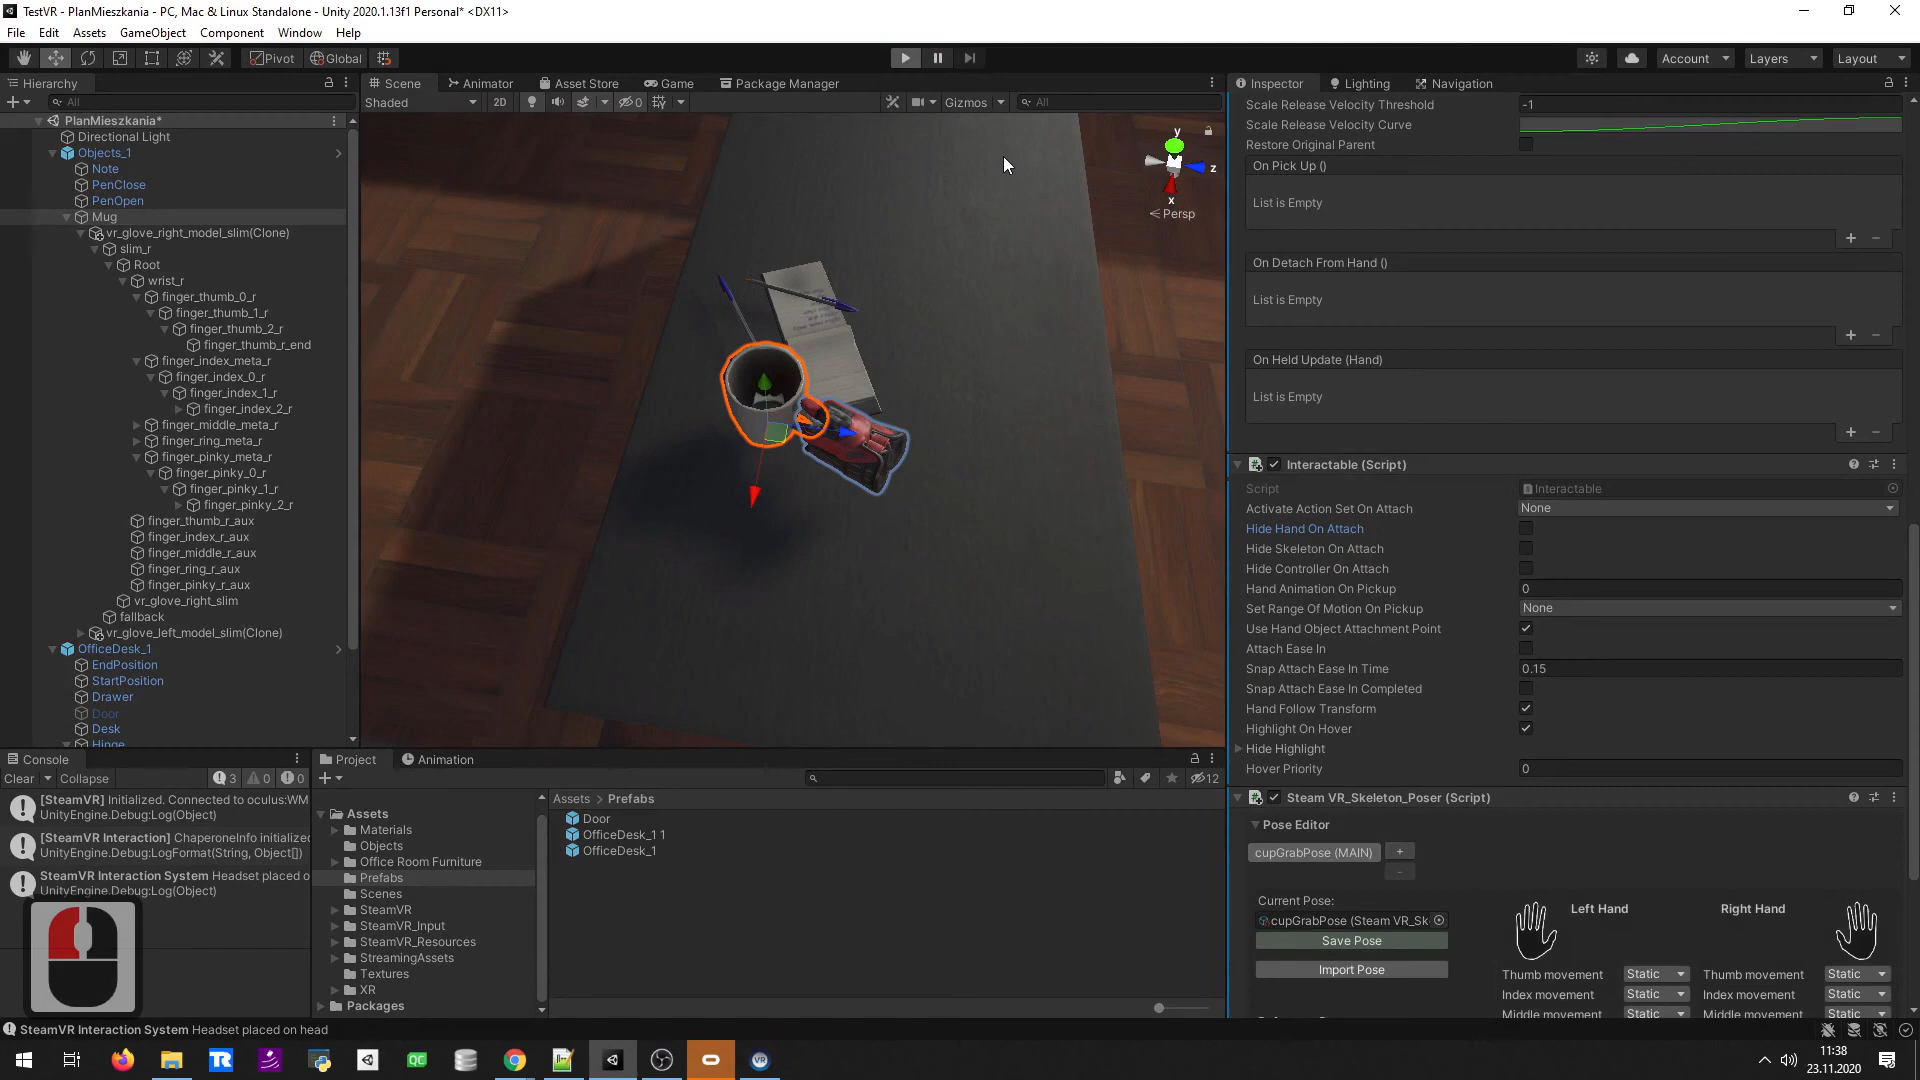 TestVR - PlanMieszkania - PC, Mac & Linux Standalone - Unity 2020.1.13f1 Personal* <DX11>
File Edit Assets GameObject Component Window Help
Pivot Global Account Layers Layout
Hierarchy
All
PlanMieszkania*
Directional Light
Objects_1
Note
PenClose
PenOpen
Mug
vr_glove_right_model_slim(Clone)
slim_r
Root
wrist_r
finger_thumb_0_r
finger_thumb_1_r
finger_thumb_2_r
finger_thumb_r_end
finger_index_meta_r
finger_index_0_r
finger_index_1_r
finger_index_2_r
finger_middle_meta_r
finger_ring_meta_r
finger_pinky_meta_r
finger_pinky_0_r
finger_pinky_1_r
finger_pinky_2_r
finger_thumb_r_aux
finger_index_r_aux
finger_middle_r_aux
finger_ring_r_aux
finger_pinky_r_aux
vr_glove_right_slim
fallback
vr_glove_left_model_slim(Clone)
OfficeDesk_1
EndPosition
StartPosition
Drawer
Door
Desk
Hinge
Scene Animator Asset Store Game Package Manager
Shaded 2D 0 Gizmos All
y
z
x
Persp
Inspector Lighting Navigation
Scale Release Velocity Threshold -1
Scale Release Velocity Curve
Restore Original Parent
On Pick Up ()
List is Empty
On Detach From Hand ()
List is Empty
On Held Update (Hand)
List is Empty
Interactable (Script)
Script Interactable
Activate Action Set On Attach None
Hide Hand On Attach
Hide Skeleton On Attach
Hide Controller On Attach
Hand Animation On Pickup 0
Set Range Of Motion On Pickup None
Use Hand Object Attachment Point
Attach Ease In
Snap Attach Ease In Time 0.15
Snap Attach Ease In Completed
Hand Follow Transform
Highlight On Hover
Hide Highlight
Hover Priority 0
Steam VR_Skeleton_Poser (Script)
Pose Editor
cupGrabPose (MAIN) +
-
Current Pose:
cupGrabPose (Steam VR_Sk
Save Pose
Import Pose
Left Hand Right Hand
Thumb movement Static Thumb movement Static
Index movement Static Index movement Static
Middle movement Static Middle movement Static
Console
Clear Collapse 3 0 0
[SteamVR] Initialized. Connected to oculus:WM
UnityEngine.Debug:Log(Object)
[SteamVR Interaction] ChaperoneInfo initialized
UnityEngine.Debug:LogFormat(String, Object[])
SteamVR Interaction System Headset placed o
UnityEngine.Debug:Log(Object)
SteamVR Interaction System Headset placed on head
Project Animation
12
Assets
Materials
Objects
Office Room Furniture
Prefabs
Scenes
SteamVR
SteamVR_Input
SteamVR_Resources
StreamingAssets
Textures
XR
Packages
Assets > Prefabs
Door
OfficeDesk_1 1
OfficeDesk_1
TR QC VR
11:38
23.11.2020